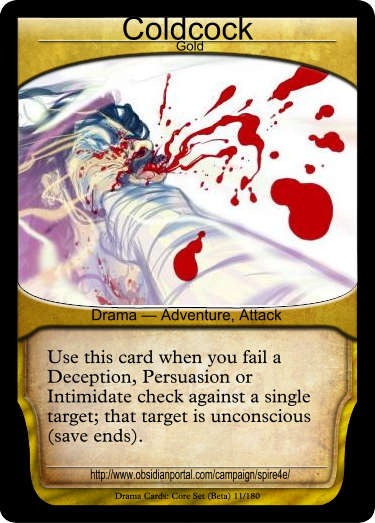 Coldcock
Gold
Drama — Adventure, Attack
Use this card when you fail a
Deception, Persuasion or
Intimidate check against a single
target; that target is unconscious
(save ends).
http://www.obsidianportal.com/campaign/spire4e/
Drama Cards: Core Set (Beta) 11/180